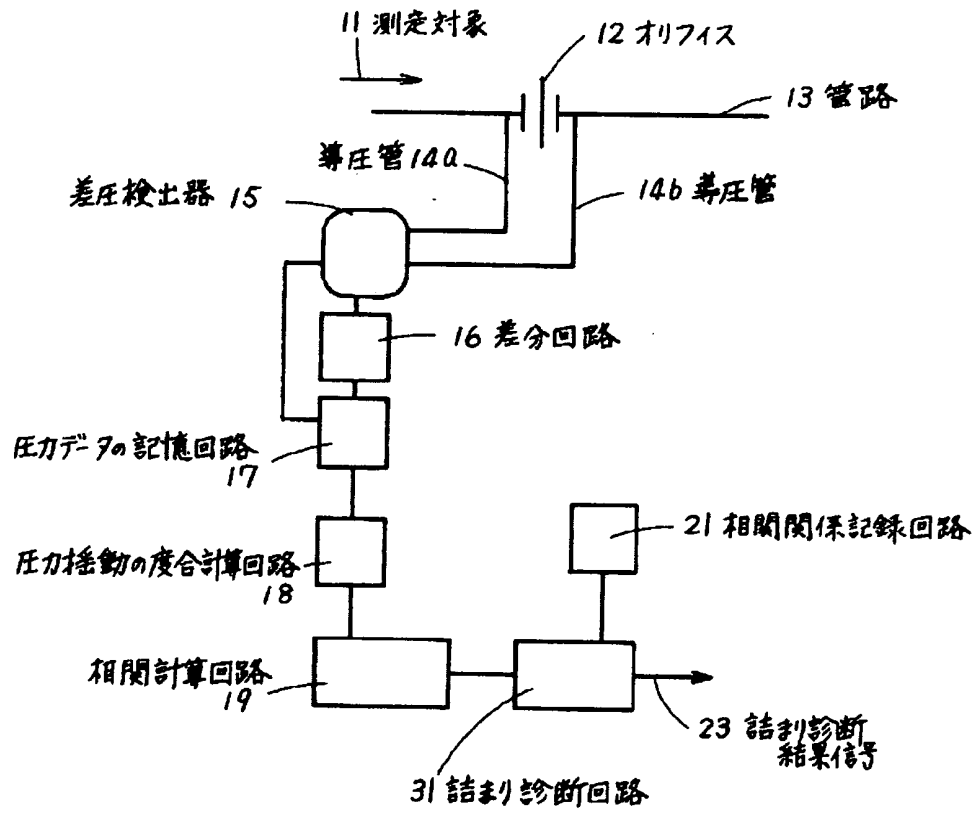 11 測定対象
12 オリフィス
13 管路
導圧管 14a
14b 導圧管
差圧検出器 15
16 差分回路
圧力データの記憶回路
17
21 相関関係記録回路
圧力揺動の度合計算回路
18
相関計算回路
19
23 詰まり診断
結果信号
31 詰まり診断回路